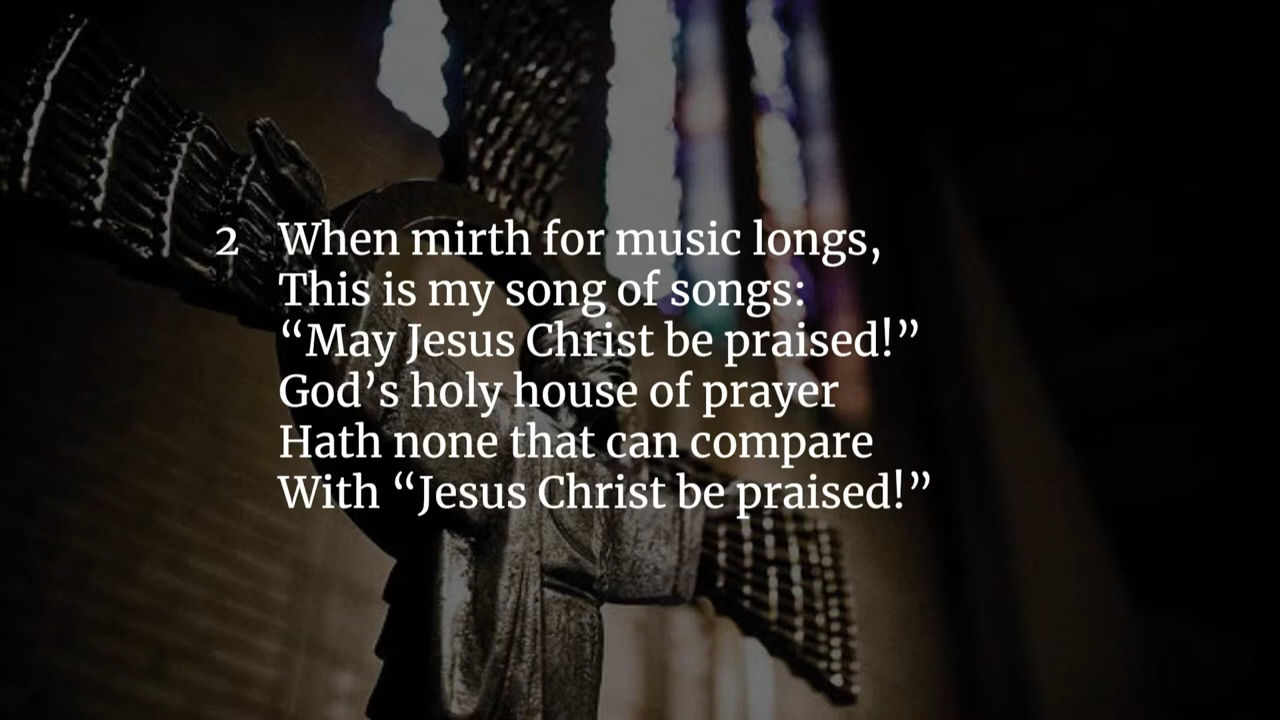 2 When mirth for music longs,
This is my song of songs:
“May Jesus Christ be praised!”
God’s holy house of prayer
Hath none that can compare
With “Jesus Christ be praised!”